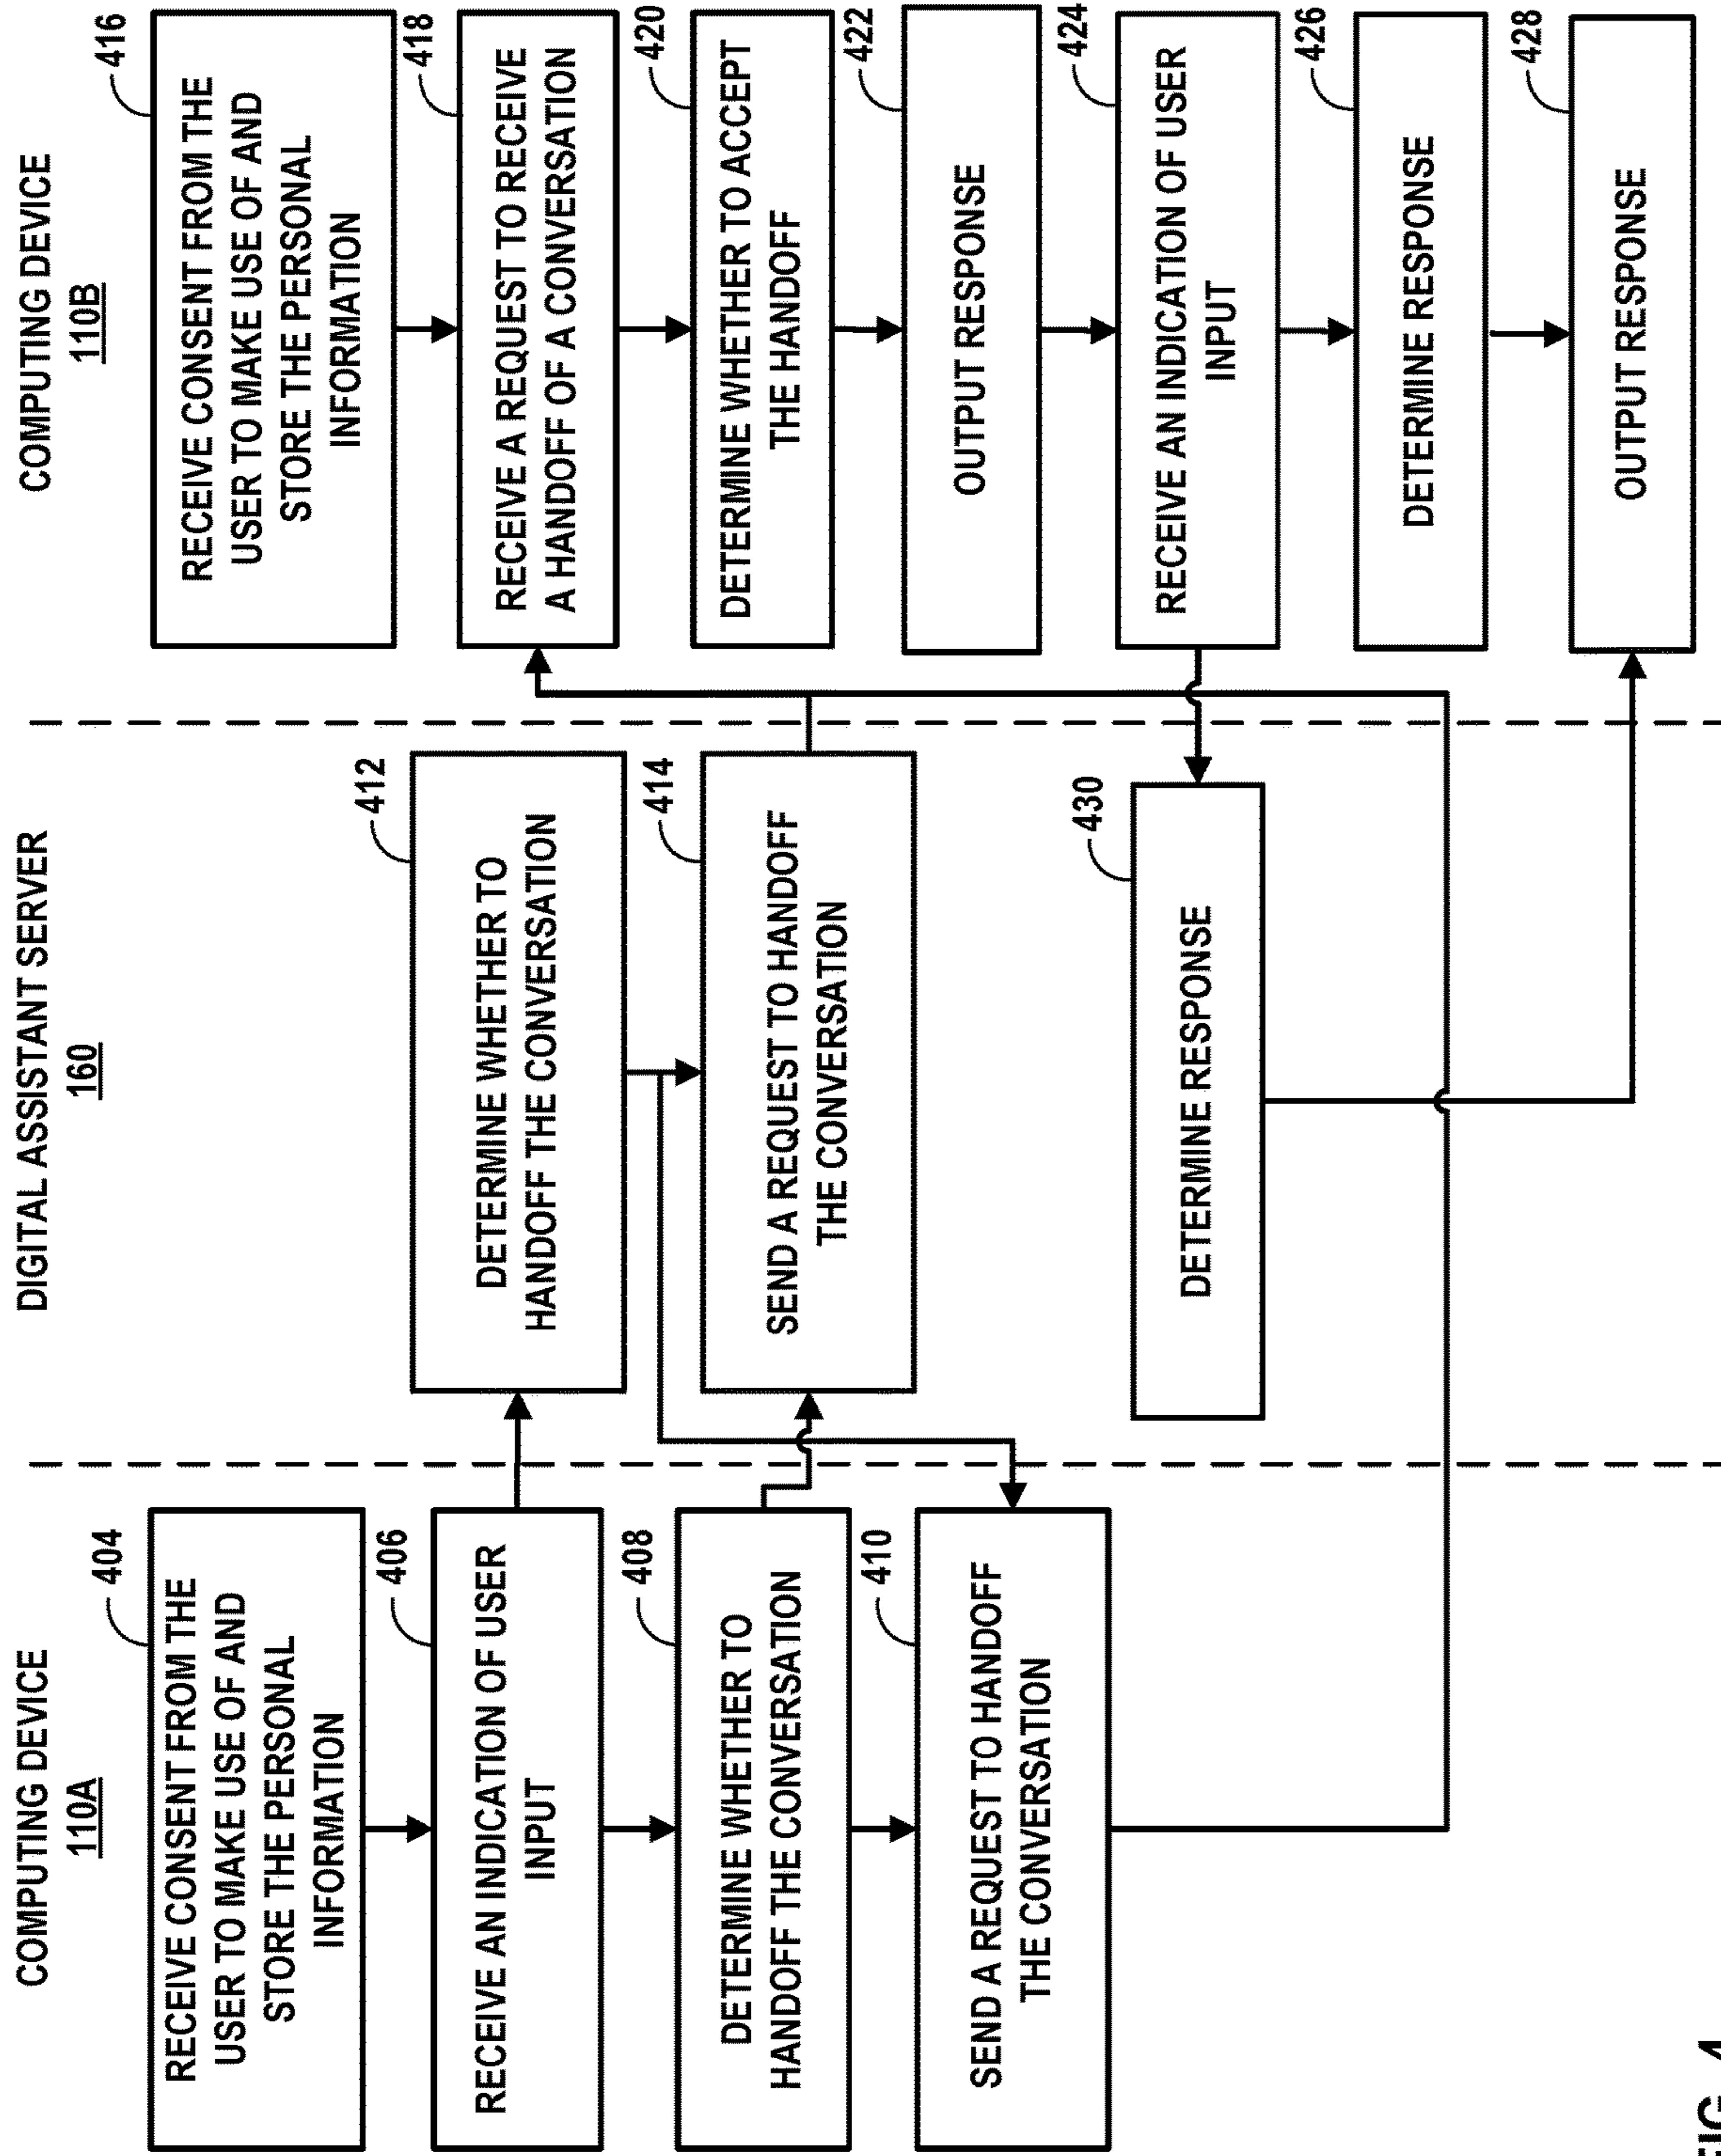 COMPUTING DEVICE
110A
404
RECEIVE CONSENT FROM THE
USER TO MAKE USE OF AND
STORE THE PERSONAL
INFORMATION
406
RECEIVE AN INDICATION OF USER
INPUT
408
DETERMINE WHETHER TO
HANDOFF THE CONVERSATION
410
SEND A REQUEST TO HANDOFF
THE CONVERSATION
DIGITAL ASSISTANT SERVER
160
412
DETERMINE WHETHER TO
HANDOFF THE CONVERSATION
414
SEND A REQUEST TO HANDOFF
THE CONVERSATION
430
DETERMINE RESPONSE
COMPUTING DEVICE
110B
416
RECEIVE CONSENT FROM THE
USER TO MAKE USE OF AND
STORE THE PERSONAL
INFORMATION
418
RECEIVE A REQUEST TO RECEIVE
A HANDOFF OF A CONVERSATION
420
DETERMINE WHETHER TO ACCEPT
THE HANDOFF
422
OUTPUT RESPONSE
424
RECEIVE AN INDICATION OF USER
INPUT
426
DETERMINE RESPONSE
428
OUTPUT RESPONSE
FIG. 4